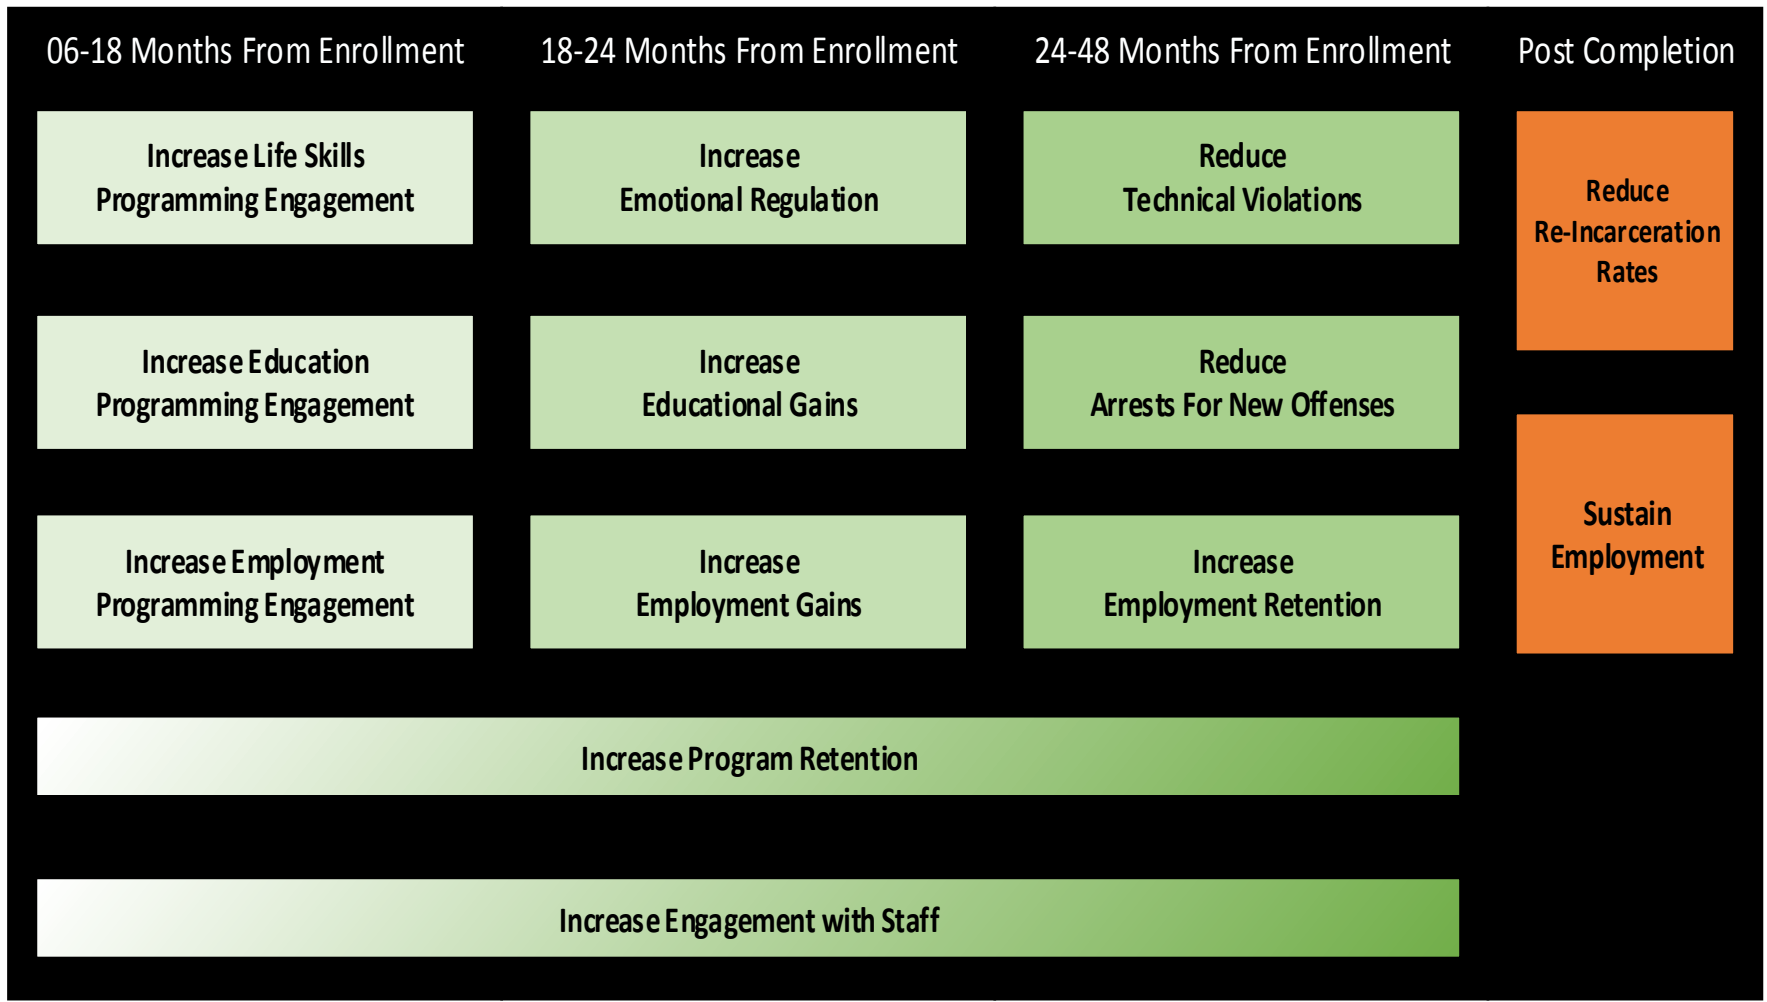 06-18 Months From Enrollment
18-24 Months From Enrollment
24-48 Months From Enrollment
Post Completion
Increase Life Skills
Programming Engagement
Increase
Emotional Regulation
Reduce
Technical Violations
Reduce
Re-Incarceration
Rates
Increase Education
Programming Engagement
Increase
Educational Gains
Reduce
Arrests For New Offenses
Sustain
Employment
Increase Employment
Programming Engagement
Increase
Employment Gains
Increase
Employment Retention
Increase Program Retention
Increase Engagement with Staff